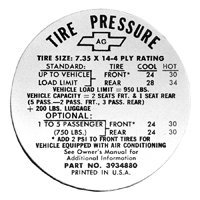 TIRE PRESSURE
AG
TIRE SIZE: 7.35 X 14-4 PLY RATING
STANDARD: TIRE COOL HOT
UP TO VEHICLE FRONT* 24 30
LOAD LIMIT REAR 28 34
VEHICLE LOAD LIMIT = 950 LBS.
VEHICLE CAPACITY = 2 SEATS FRT. & 1 SEAT REAR
(5 PASS.–2 PASS. FRT., 3 PASS. REAR)
+ 200 LBS. LUGGAGE
OPTIONAL:
1 TO 5 PASSENGER FRONT* 24 30
(750 LBS.) REAR 24 30
* ADD 2 PSI TO FRONT TIRES FOR
VEHICLE EQUIPPED WITH AIR CONDITIONING
See Owner's Manual for
Additional Information
PART NO. 3934880
PRINTED IN U.S.A.